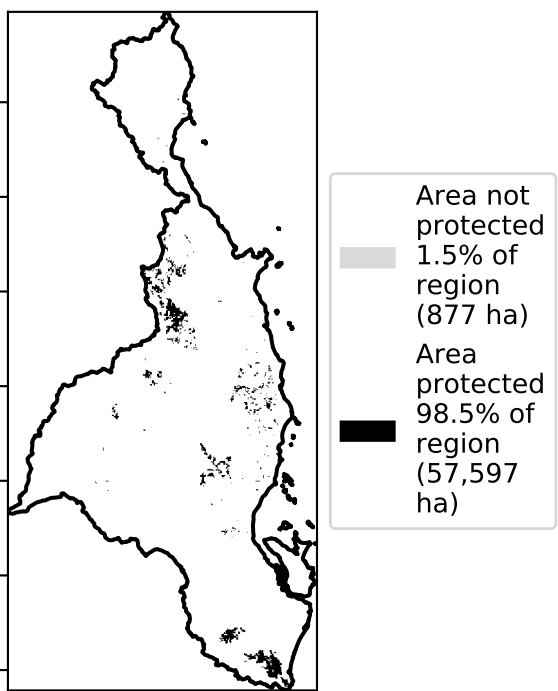 Area not
protected
1.5% of
region
(877 ha)
Area
protected
98.5% of
region
(57,597
ha)